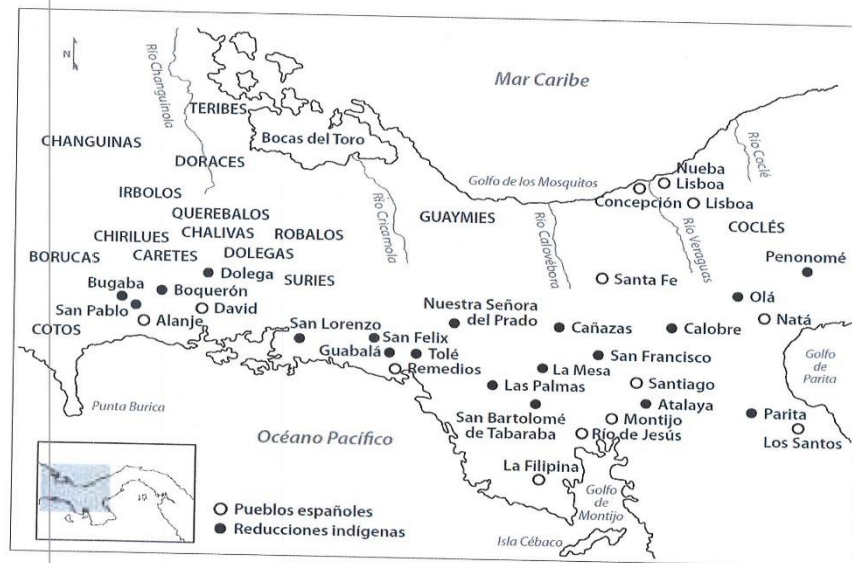 N
Río Changuinola
TERIBES
Mar Caribe
CHANGUINAS
Bocas del Toro
DORACES
Río Coclé
Golfo de los Mosquitos
Nueba
Lisboa
IRBOLOS
Concepción
Lisboa
QUEREBALOS
Río Cricamola
GUAYMIES
Río Calovébora
Río Veraguas
COCLÉS
CHIRILUES
CHALIVAS
ROBALOS
BORUCAS
CARETES
DOLEGAS
Penonomé
Dolega
SURIES
Santa Fe
Bugaba
Boquerón
Olá
San Pablo
David
Nuestra Señora
del Prado
Alanje
Cañazas
Calobre
Natá
COTOS
San Lorenzo
San Felix
Guabalá
Tolé
San Francisco
Golfo
de
Parita
Remedios
La Mesa
Las Palmas
Santiago
Punta Burica
Atalaya
Parita
San Bartolomé
de Tabaraba
Montijo
Río de Jesús
Los Santos
Océano Pacífico
La Filipina
Golfo
de
Montijo
Isla Cébaco
Pueblos españoles
Reducciones indígenas